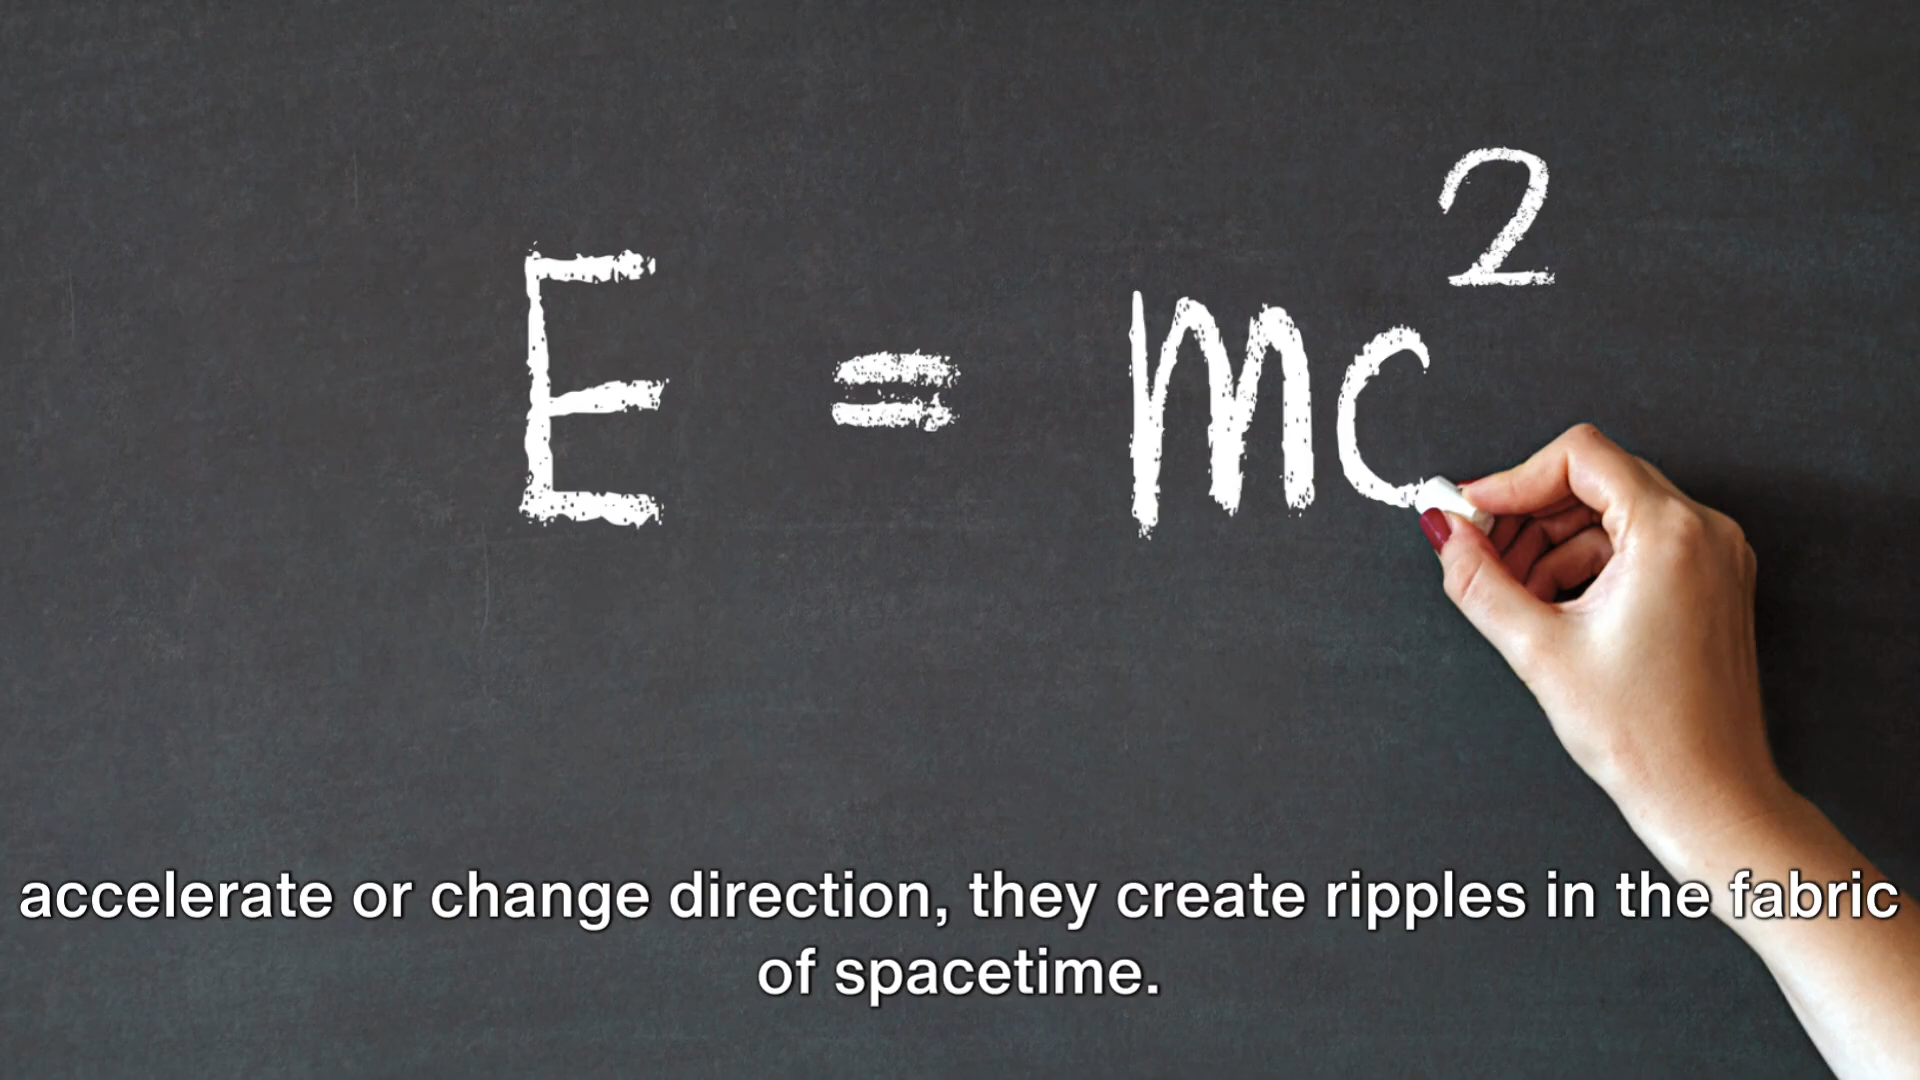 E = mc²
accelerate or change direction, they create ripples in the fabric
of spacetime.